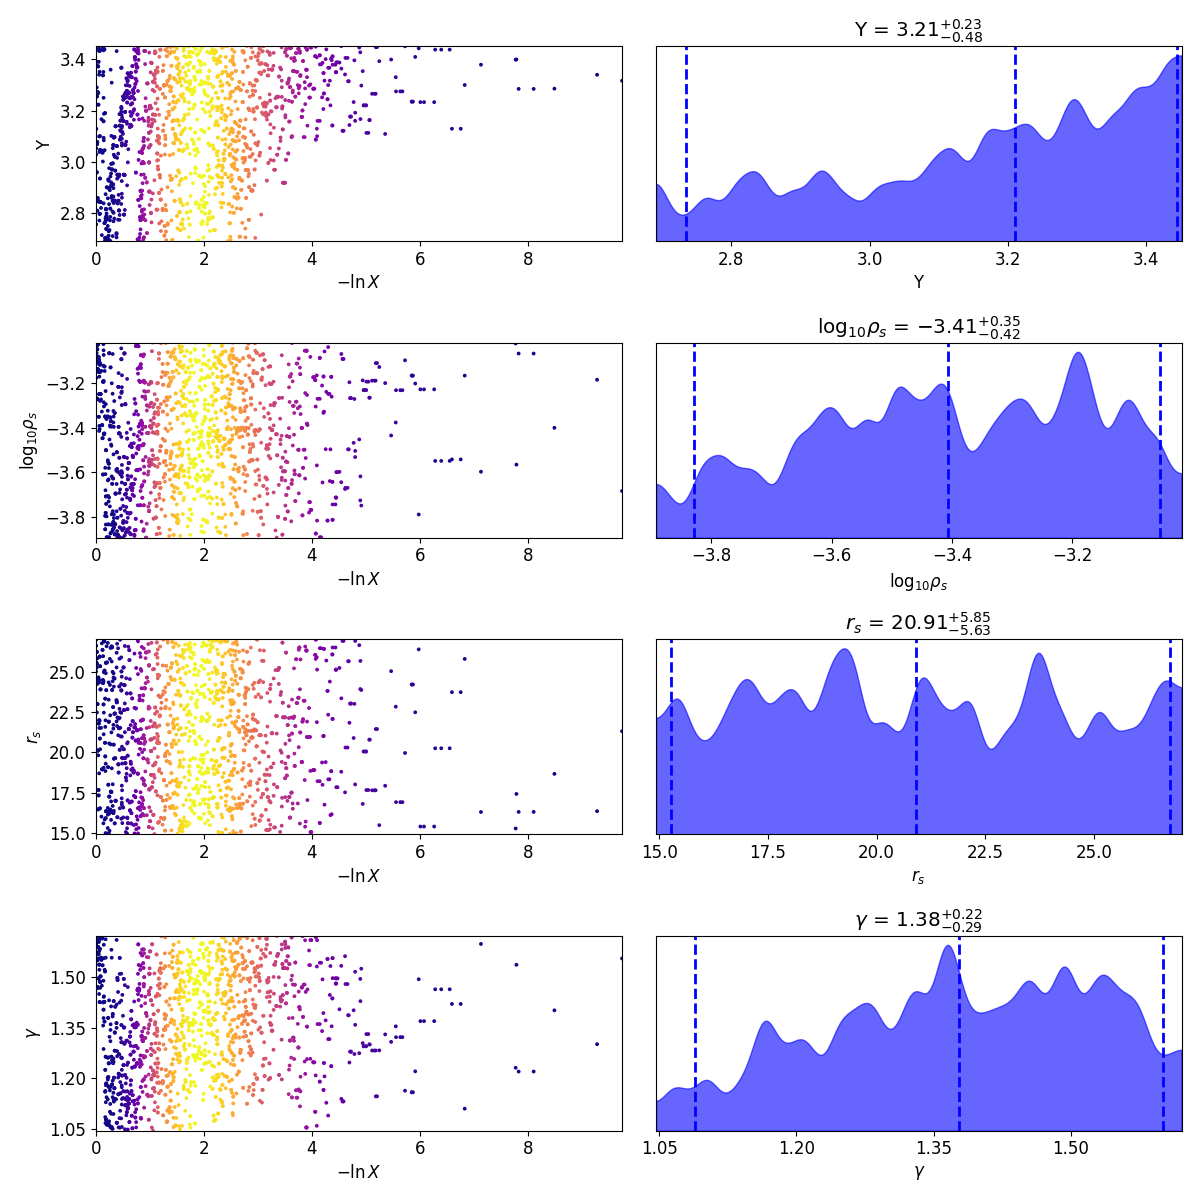 Y = 3.21+0.23−0.48
3.4
3.2
3.0
2.8
Y
0 2 4 6 8
−ln X
2.8 3.0 3.2 3.4
Y
log10ρs = −3.41+0.35−0.42
−3.2
−3.4
−3.6
−3.8
log10ρs
0 2 4 6 8
−ln X
−3.8 −3.6 −3.4 −3.2
log10ρs
rs = 20.91+5.85−5.63
25.0
22.5
20.0
17.5
15.0
rs
0 2 4 6 8
−ln X
15.0 17.5 20.0 22.5 25.0
rs
γ = 1.38+0.22−0.29
1.50
1.35
1.20
1.05
γ
0 2 4 6 8
−ln X
1.05 1.20 1.35 1.50
γ